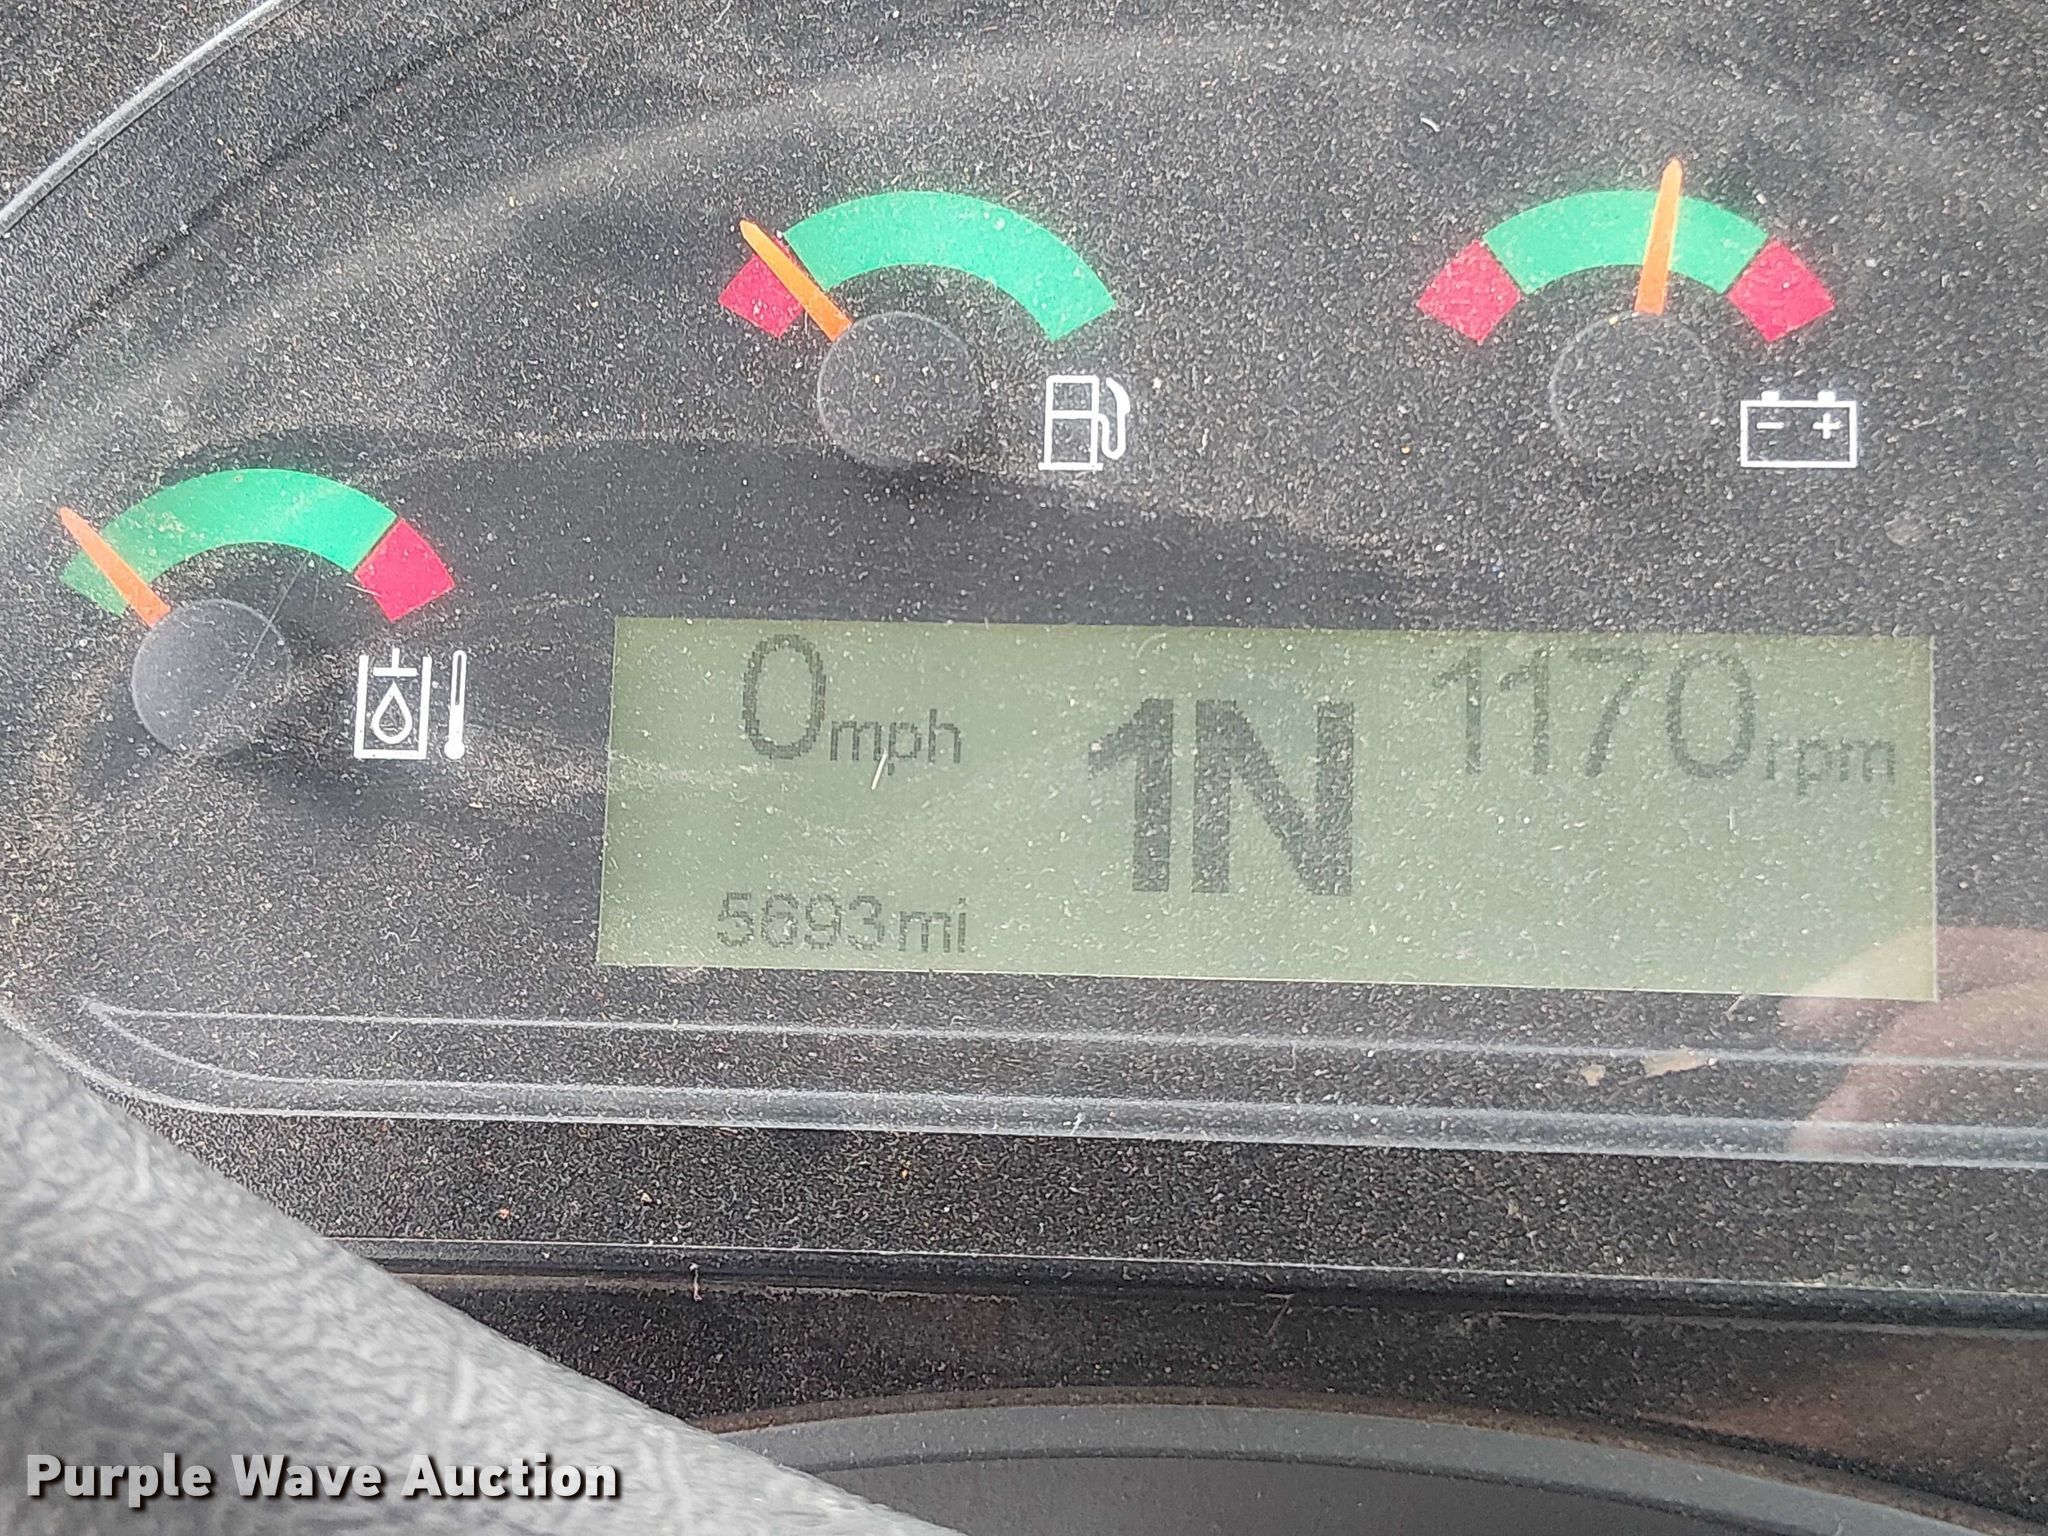 0mph 1N 1170rpm
5693mi
Purple Wave Auction